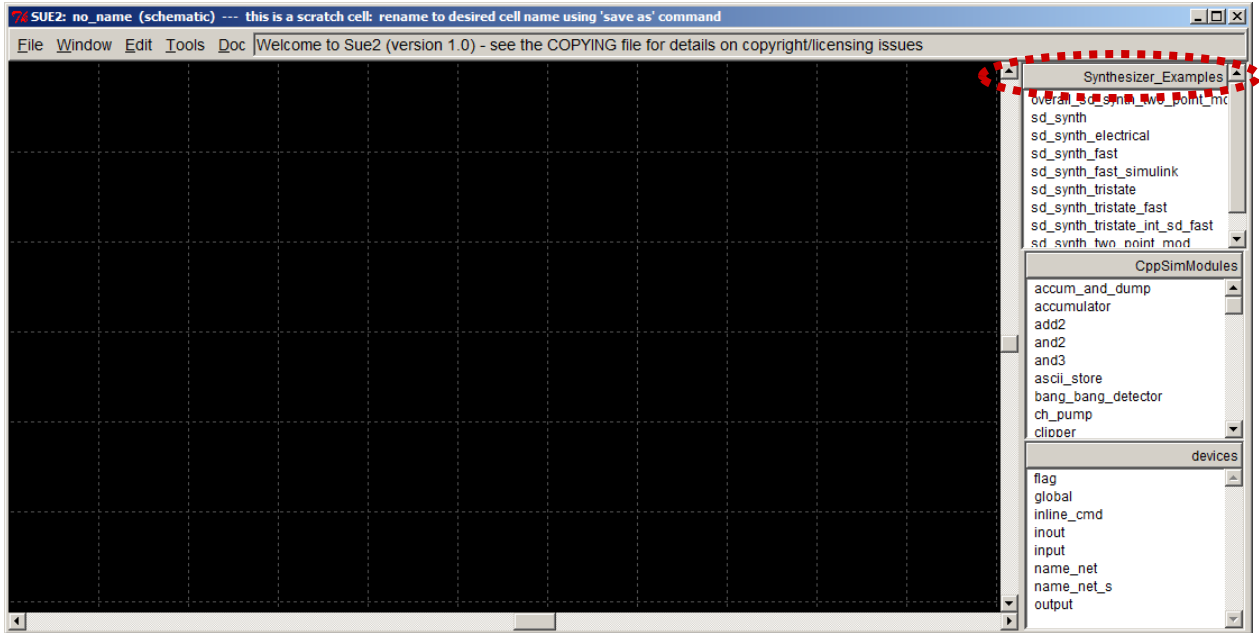 SUE2: no_name (schematic) --- this is a scratch cell: rename to desired cell name using 'save as' command
File Window Edit Tools Doc Welcome to Sue2 (version 1.0) - see the COPYING file for details on copyright/licensing issues
Synthesizer_Examples
overall_sd_synth_two_point_mo
sd_synth
sd_synth_electrical
sd_synth_fast
sd_synth_fast_simulink
sd_synth_tristate
sd_synth_tristate_fast
sd_synth_tristate_int_sd_fast
sd_synth_two_point_mod
CppSimModules
accum_and_dump
accumulator
add2
and2
and3
ascii_store
bang_bang_detector
ch_pump
clipper
devices
flag
global
inline_cmd
inout
input
name_net
name_net_s
output